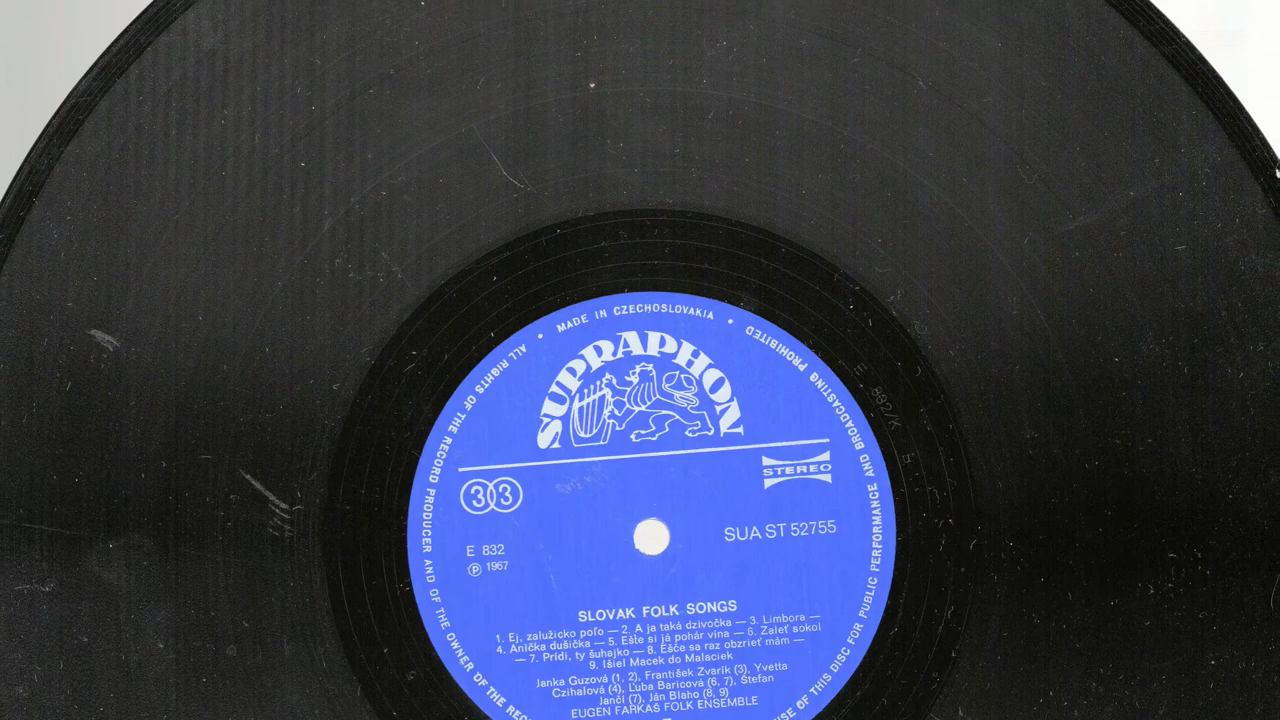 MADE IN CZECHOSLOVAKIA • ALL RIGHTS OF THE RECORD PRODUCER AND OF THE OWNER OF THE
USE OF THIS DISC FOR PUBLIC PERFORMANCE AND BROADCASTING PROHIBITED •
SUPRAPHON
33
STEREO
E 832
SUA ST 52755
℗ 1967
E 832/K
SLOVAK FOLK SONGS
1. Ej, zalužicko poľo — 2. A ja taká dzivočka — 3. Limbora —
4. Anička dušička — 5. Ešte si já pohár vína — 6. Zaleť sokol
— 7. Prídi, ty šuhajko — 8. Ešče sa raz obzrieť mám —
9. Išiel Macek do Malaciek
Janka Guzová (1, 2), František Zvarík (3), Yvetta
Czihalová (4), Ľuba Baricová (6, 7), Štefan
Jančí (7), Ján Blaho (8, 9)
EUGEN FARKAŠ FOLK ENSEMBLE